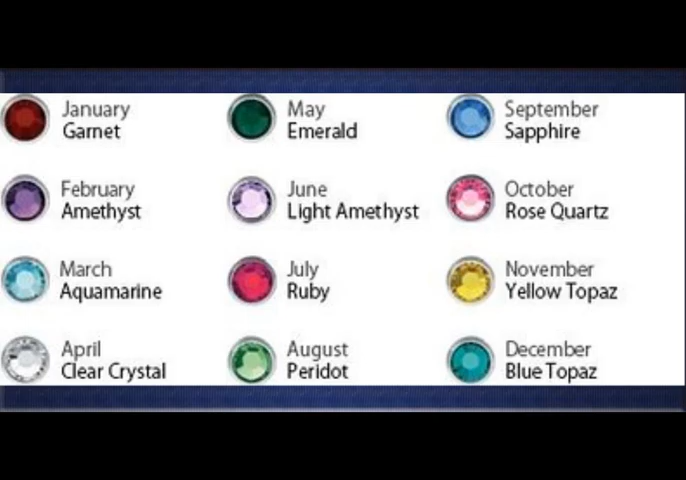 January
Garnet
February
Amethyst
March
Aquamarine
April
Clear Crystal
May
Emerald
June
Light Amethyst
July
Ruby
August
Peridot
September
Sapphire
October
Rose Quartz
November
Yellow Topaz
December
Blue Topaz